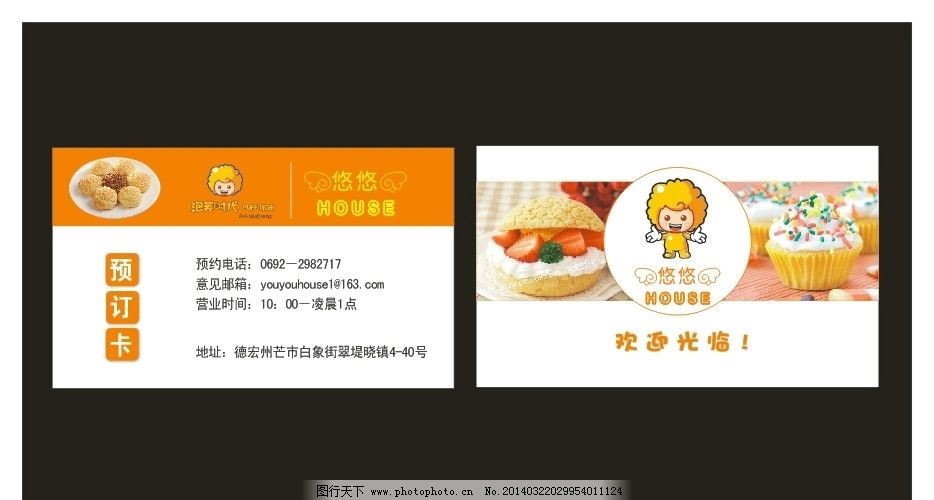 泡芙时代 PUFF AGE
悠悠
HOUSE
预
订
卡
预约电话：0692－2982717
意见邮箱：youyouhouse1@163.com
营业时间：10：00－凌晨1点
地址：德宏州芒市白象街翠堤晓镇4-40号
悠悠
HOUSE
欢迎光临！
图行天下 www.photophoto.cn No.20140322029954011124